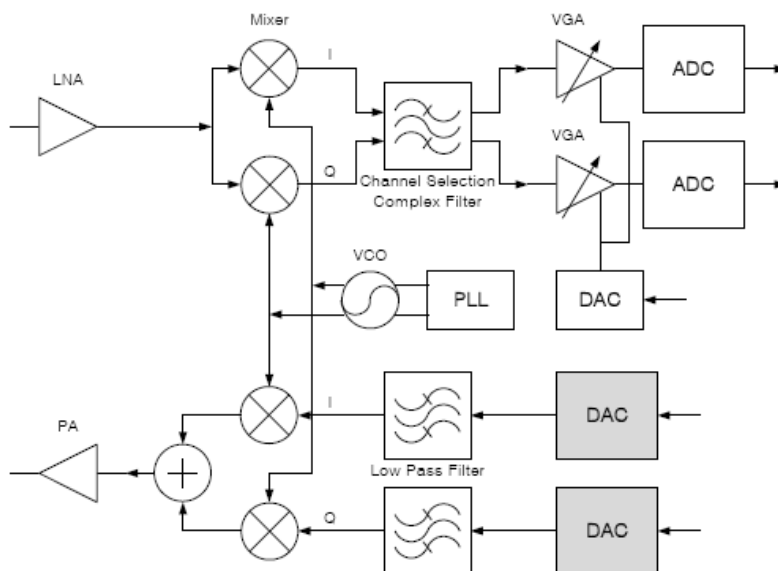 Mixer
VGA
LNA
I
ADC
VGA
Q
ADC
Channel Selection
Complex Filter
VCO
PLL
DAC
I
DAC
PA
Low Pass Filter
Q
DAC